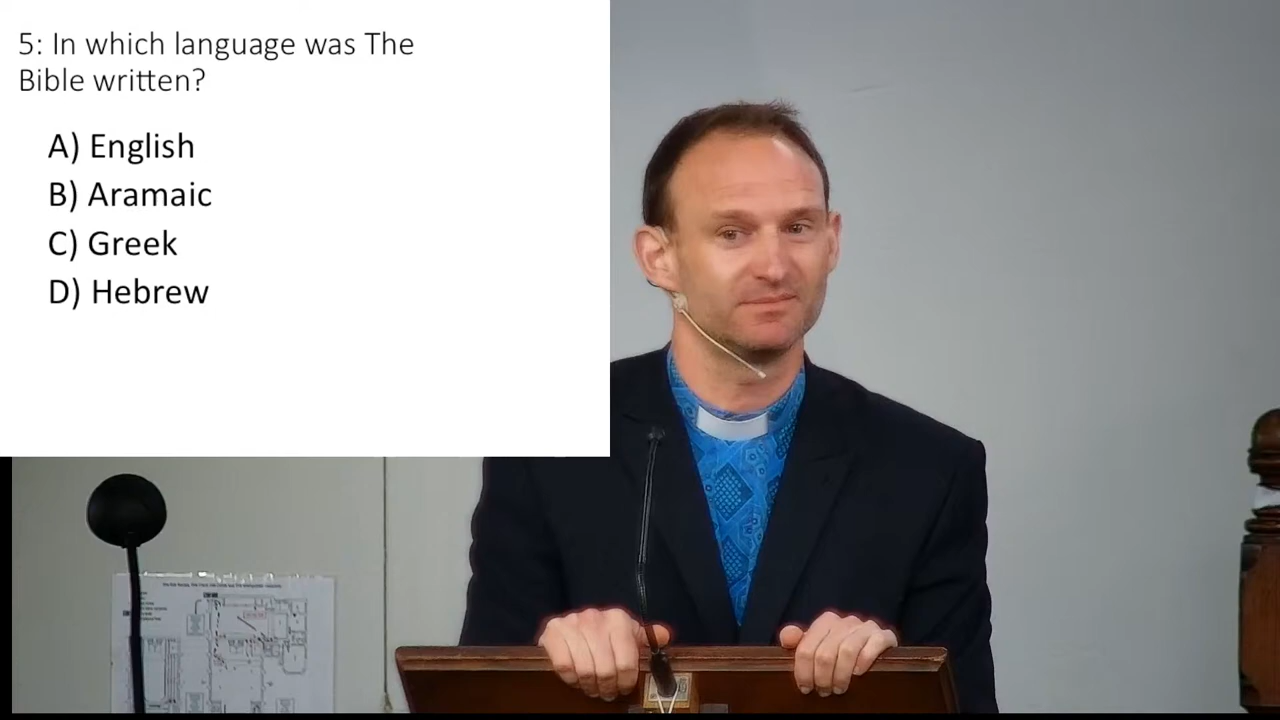 5: In which language was The
Bible written?
A) English
B) Aramaic
C) Greek
D) Hebrew